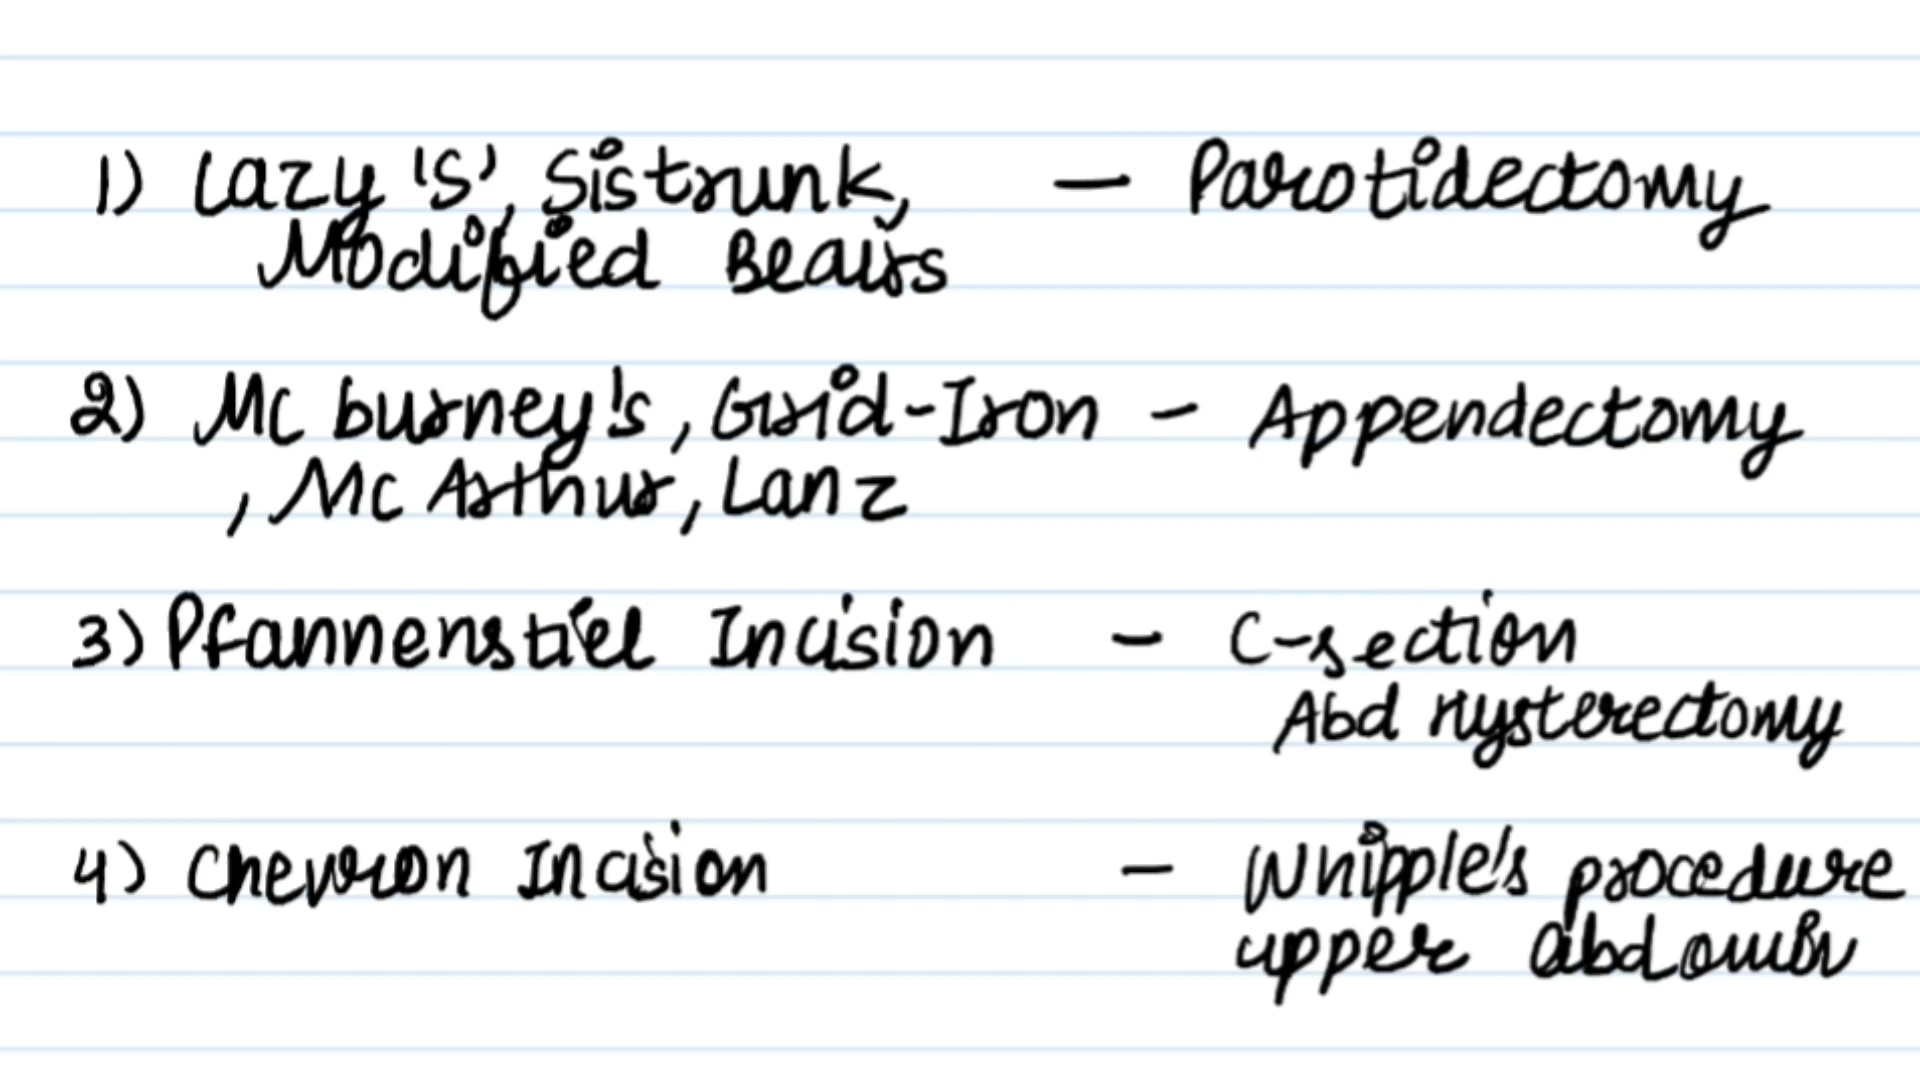 1) Lazy 'S', Sistrunk, — Parotidectomy
Modified Beairs
2) Mc burney's, Grid-Iron — Appendectomy
, Mc Arthur, Lanz
3) Pfannenstiel Incision — C-section
Abd Hysterectomy
4) Chevron Incision — Whipple's procedure
upper abdomen